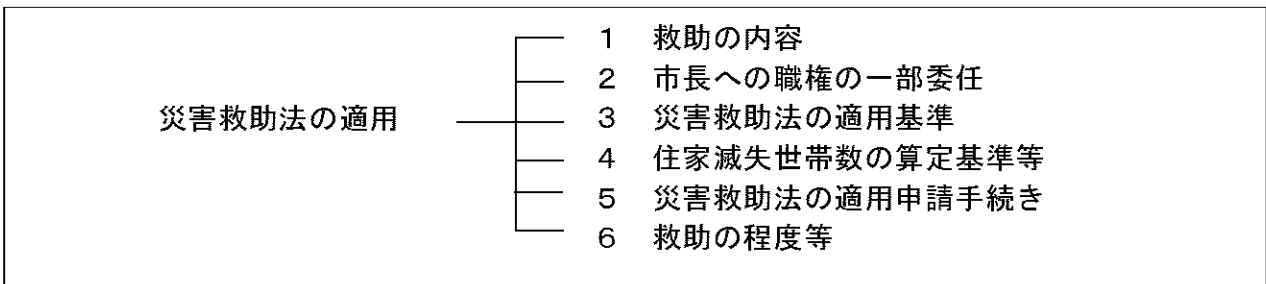 災害救助法の適用
1 救助の内容
2 市長への職権の一部委任
3 災害救助法の適用基準
4 住家滅失世帯数の算定基準等
5 災害救助法の適用申請手続き
6 救助の程度等